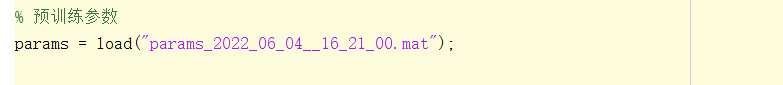 % 预训练参数
params = load("params_2022_06_04__16_21_00.mat");